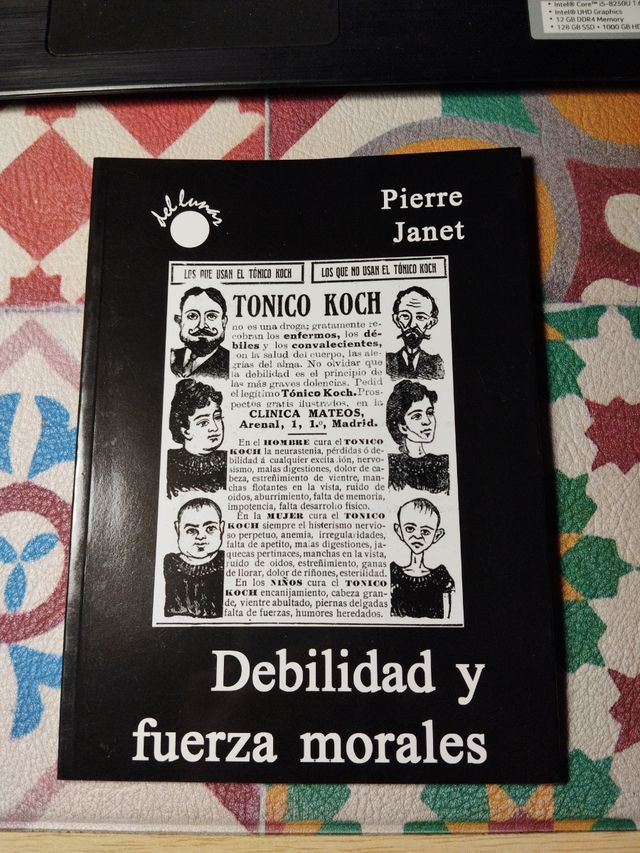 Intel® Core™ i5-8250U 1.6
• Intel® UHD Graphics
• 12 GB DDR4 Memory
• 128 GB SSD + 1000 GB HD
del lunar
Pierre
Janet
LOS QUE USAN EL TÓNICO KOCH
LOS QUE NO USAN EL TÓNICO KOCH
TONICO KOCH
no es una droga; gratamente re-
cobran los enfermos, los dé-
biles y los convalecientes,
con la salud del cuerpo, las ale-
grías del alma. No olvidar que
la debilidad es el principio de
las más graves dolencias. Pedid
el legítimo Tónico Koch. Pros-
pectos gratis ilustrados, en la
CLINICA MATEOS,
Arenal, 1, 1.º, Madrid.
En el HOMBRE cura el TONICO
KOCH la neurastenia, pérdidas ó de-
bilidad á cualquier excitación, nervo-
sismo, malas digestiones, dolor de ca-
beza, estreñimiento de vientre, man-
chas flotantes en la vista, ruido de
oidos, aburrimiento, falta de memoria,
impotencia, falta desarrollo físico.
En la MUJER cura el TONICO
KOCH siempre el histerismo nervio-
so perpetuo, anemia, irregularidades,
falta de apetito, malas digestiones, ja-
quecas pertinaces, manchas en la vista,
ruido de oidos, estreñimiento, ganas
de llorar, dolor de riñones, esterilidad.
En los NIÑOS cura el TONICO
KOCH encanijamiento, cabeza gran-
de, vientre abultado, piernas delgadas
falta de fuerzas, humores heredados.
Debilidad y
fuerza morales